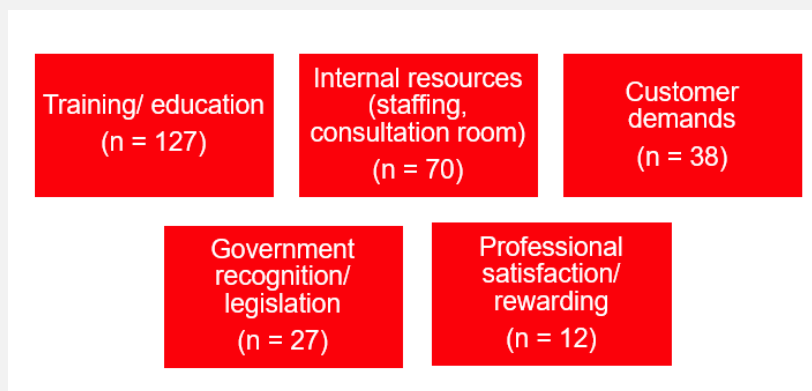 Training/ education
(n = 127)
Internal resources
(staffing,
consultation room)
(n = 70)
Customer
demands
(n = 38)
Government
recognition/
legislation
(n = 27)
Professional
satisfaction/
rewarding
(n = 12)